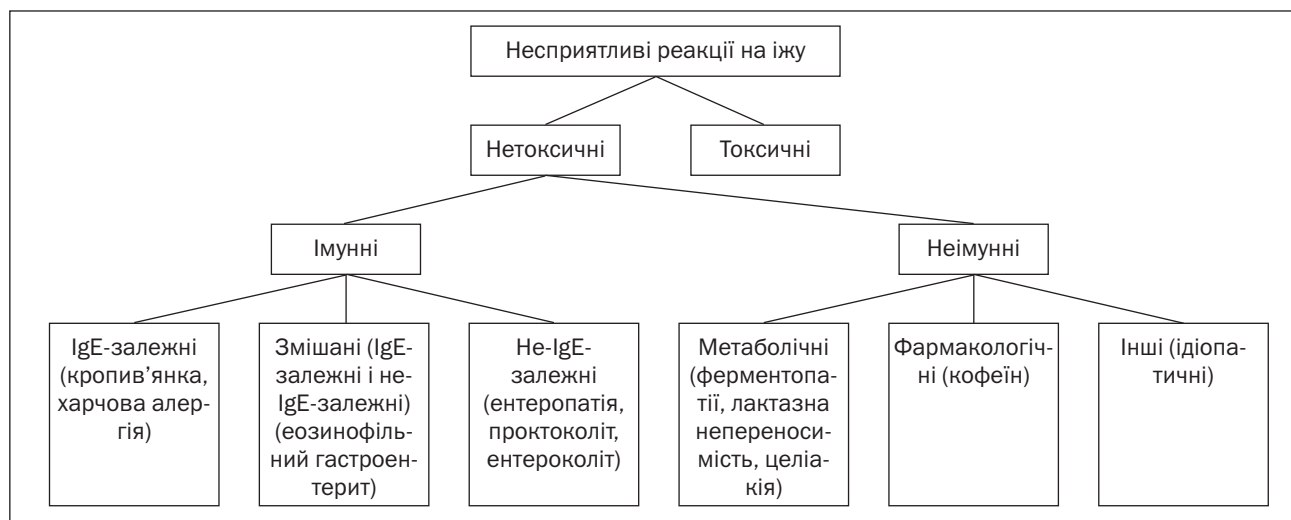 Несприятливі реакції на іжу
Нетоксичні
Токсичні
Імунні
Неімунні
IgE-залежні
(кропив'янка,
харчова алер-
гія)
Змішані (IgE-
залежні і не-
IgE-залежні)
(еозинофіль-
ний гастроен-
терит)
Не-IgE-
залежні
(ентеропатія,
проктоколіт,
ентероколіт)
Метаболічні
(ферментопа-
тії, лактазна
непереноси-
мість, целіа-
кія)
Фармакологіч-
ні (кофеїн)
Інші (ідіопа-
тичні)